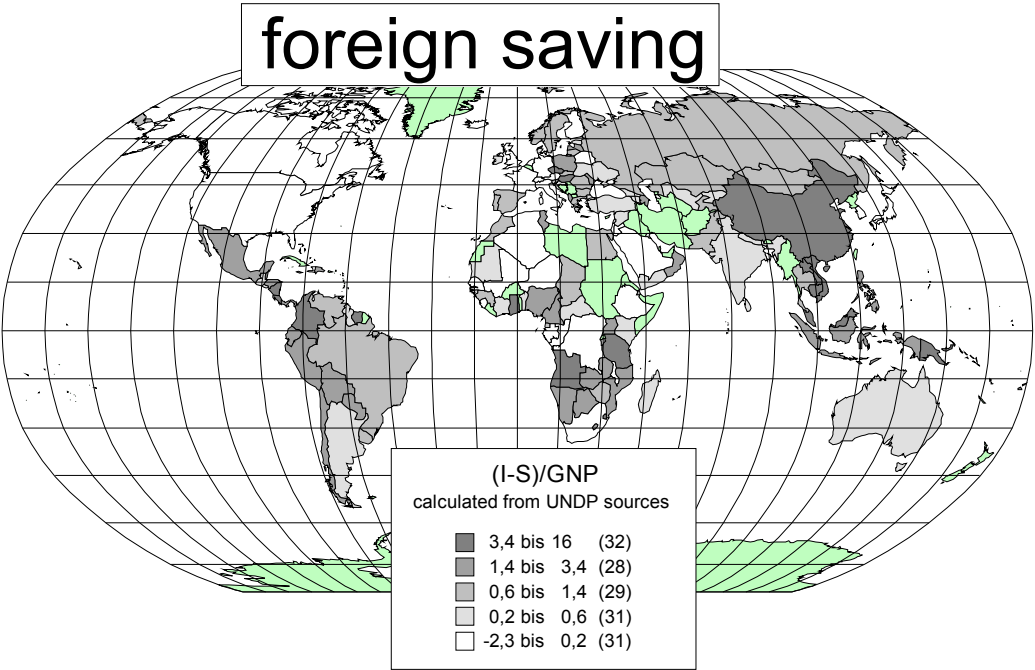 foreign saving
(I-S)/GNP
calculated from UNDP sources
3,4 bis 16 (32)
1,4 bis 3,4 (28)
0,6 bis 1,4 (29)
0,2 bis 0,6 (31)
-2,3 bis 0,2 (31)